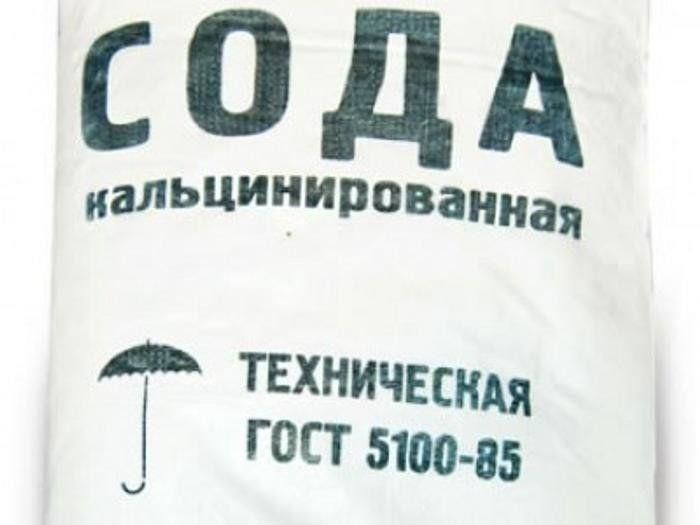 СОДА
кальцинированная
ТЕХНИЧЕСКАЯ
ГОСТ 5100-85